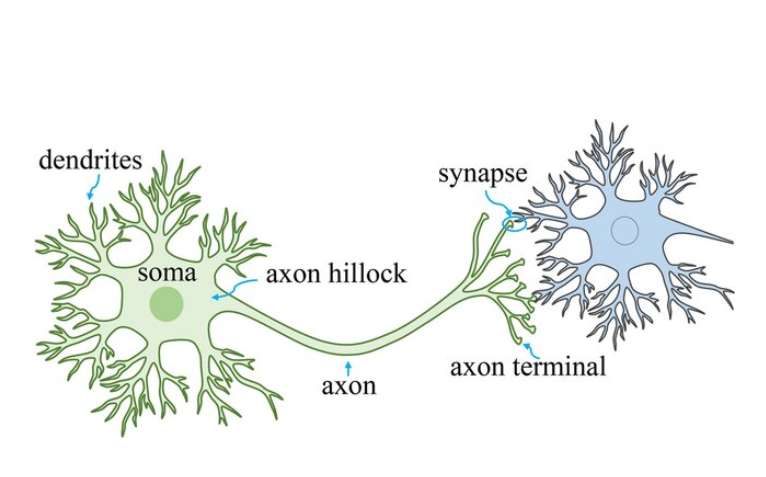 dendrites
synapse
soma
axon hillock
axon terminal
axon